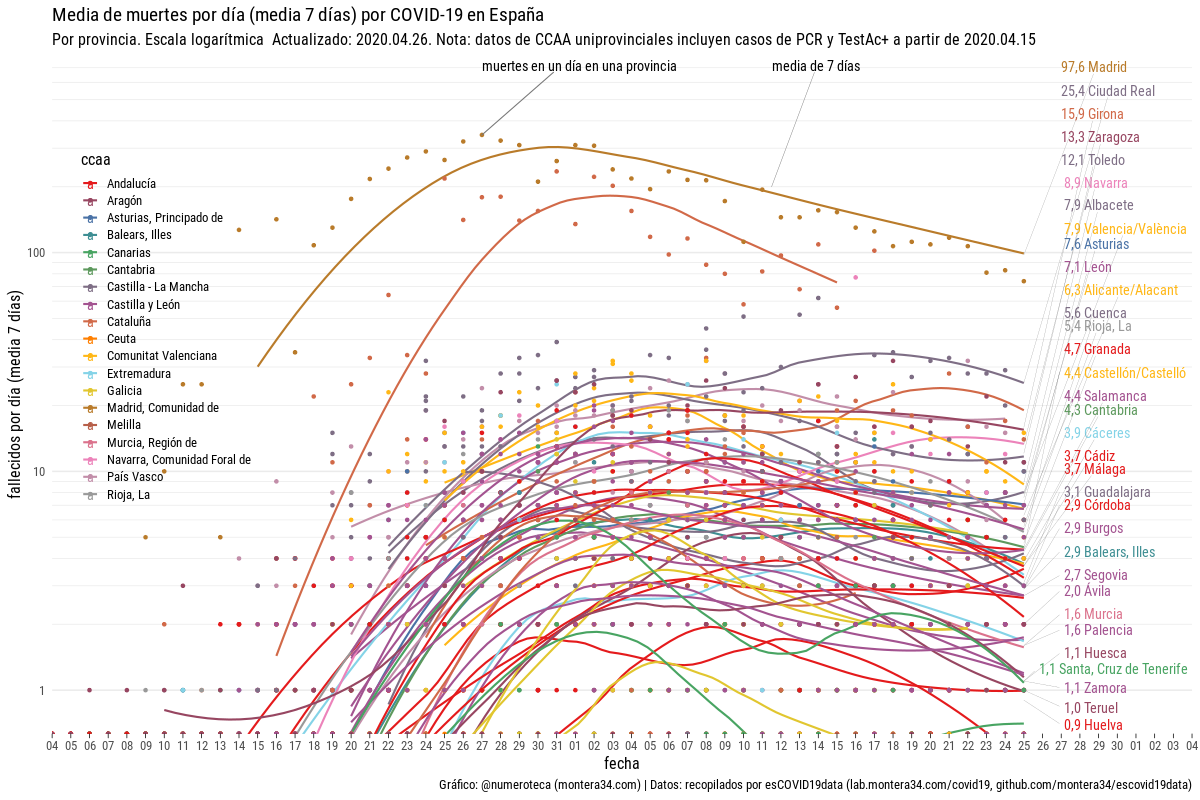 Media de muertes por día (media 7 días) por COVID-19 en España
Por provincia. Escala logarítmica  Actualizado: 2020.04.26. Nota: datos de CCAA uniprovinciales incluyen casos de PCR y TestAc+ a partir de 2020.04.15
muertes en un día en una provincia
media de 7 días
97,6 Madrid
25,4 Ciudad Real
15,9 Girona
13,3 Zaragoza
12,1 Toledo
8,9 Navarra
7,9 Albacete
7,9 Valencia/València
7,6 Asturias
7,1 León
6,3 Alicante/Alacant
5,6 Cuenca
5,4 Rioja, La
4,7 Granada
4,4 Castellón/Castelló
4,4 Salamanca
4,3 Cantabria
3,9 Cáceres
3,7 Cádiz
3,7 Málaga
3,1 Guadalajara
2,9 Córdoba
2,9 Burgos
2,9 Balears, Illes
2,7 Segovia
2,0 Ávila
1,6 Murcia
1,6 Palencia
1,1 Huesca
1,1 Santa, Cruz de Tenerife
1,1 Zamora
1,0 Teruel
0,9 Huelva
ccaa
Andalucía
Aragón
Asturias, Principado de
Balears, Illes
Canarias
Cantabria
Castilla - La Mancha
Castilla y León
Cataluña
Ceuta
Comunitat Valenciana
Extremadura
Galicia
Madrid, Comunidad de
Melilla
Murcia, Región de
Navarra, Comunidad Foral de
País Vasco
Rioja, La
fallecidos por día (media 7 días)
100
10
1
04 05 06 07 08 09 10 11 12 13 14 15 16 17 18 19 20 21 22 23 24 25 26 27 28 29 30 31 01 02 03 04 05 06 07 08 09 10 11 12 13 14 15 16 17 18 19 20 21 22 23 24 25 26 27 28 29 30 01 02 03 04
fecha
Gráfico: @numeroteca (montera34.com) | Datos: recopilados por esCOVID19data (lab.montera34.com/covid19, github.com/montera34/escovid19data)